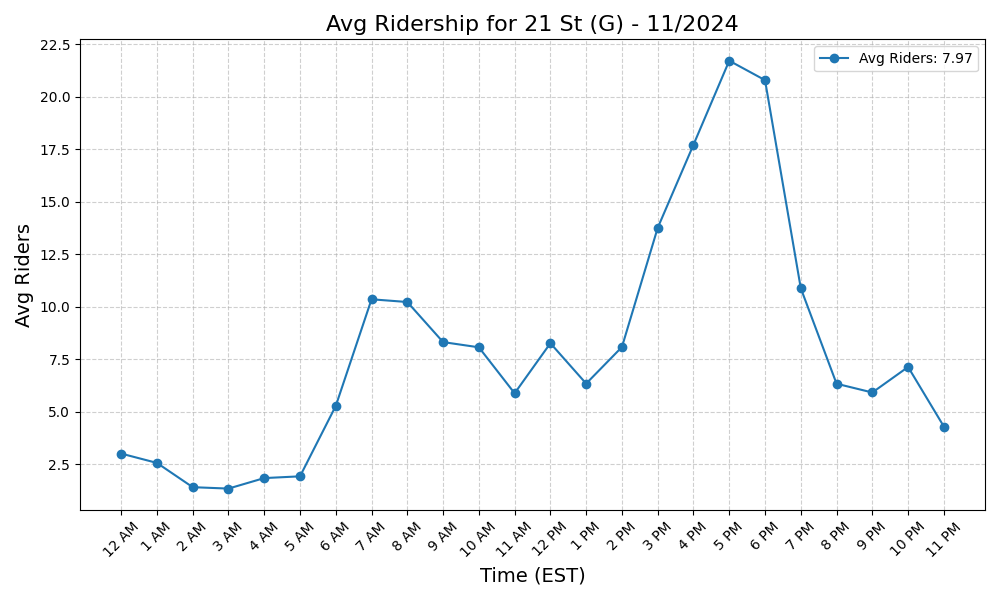 Avg Ridership for 21 St (G) - 11/2024
Avg Riders: 7.97
Avg Riders
22.5
20.0
17.5
15.0
12.5
10.0
7.5
5.0
2.5
12 AM
1 AM
2 AM
3 AM
4 AM
5 AM
6 AM
7 AM
8 AM
9 AM
10 AM
11 AM
12 PM
1 PM
2 PM
3 PM
4 PM
5 PM
6 PM
7 PM
8 PM
9 PM
10 PM
11 PM
Time (EST)